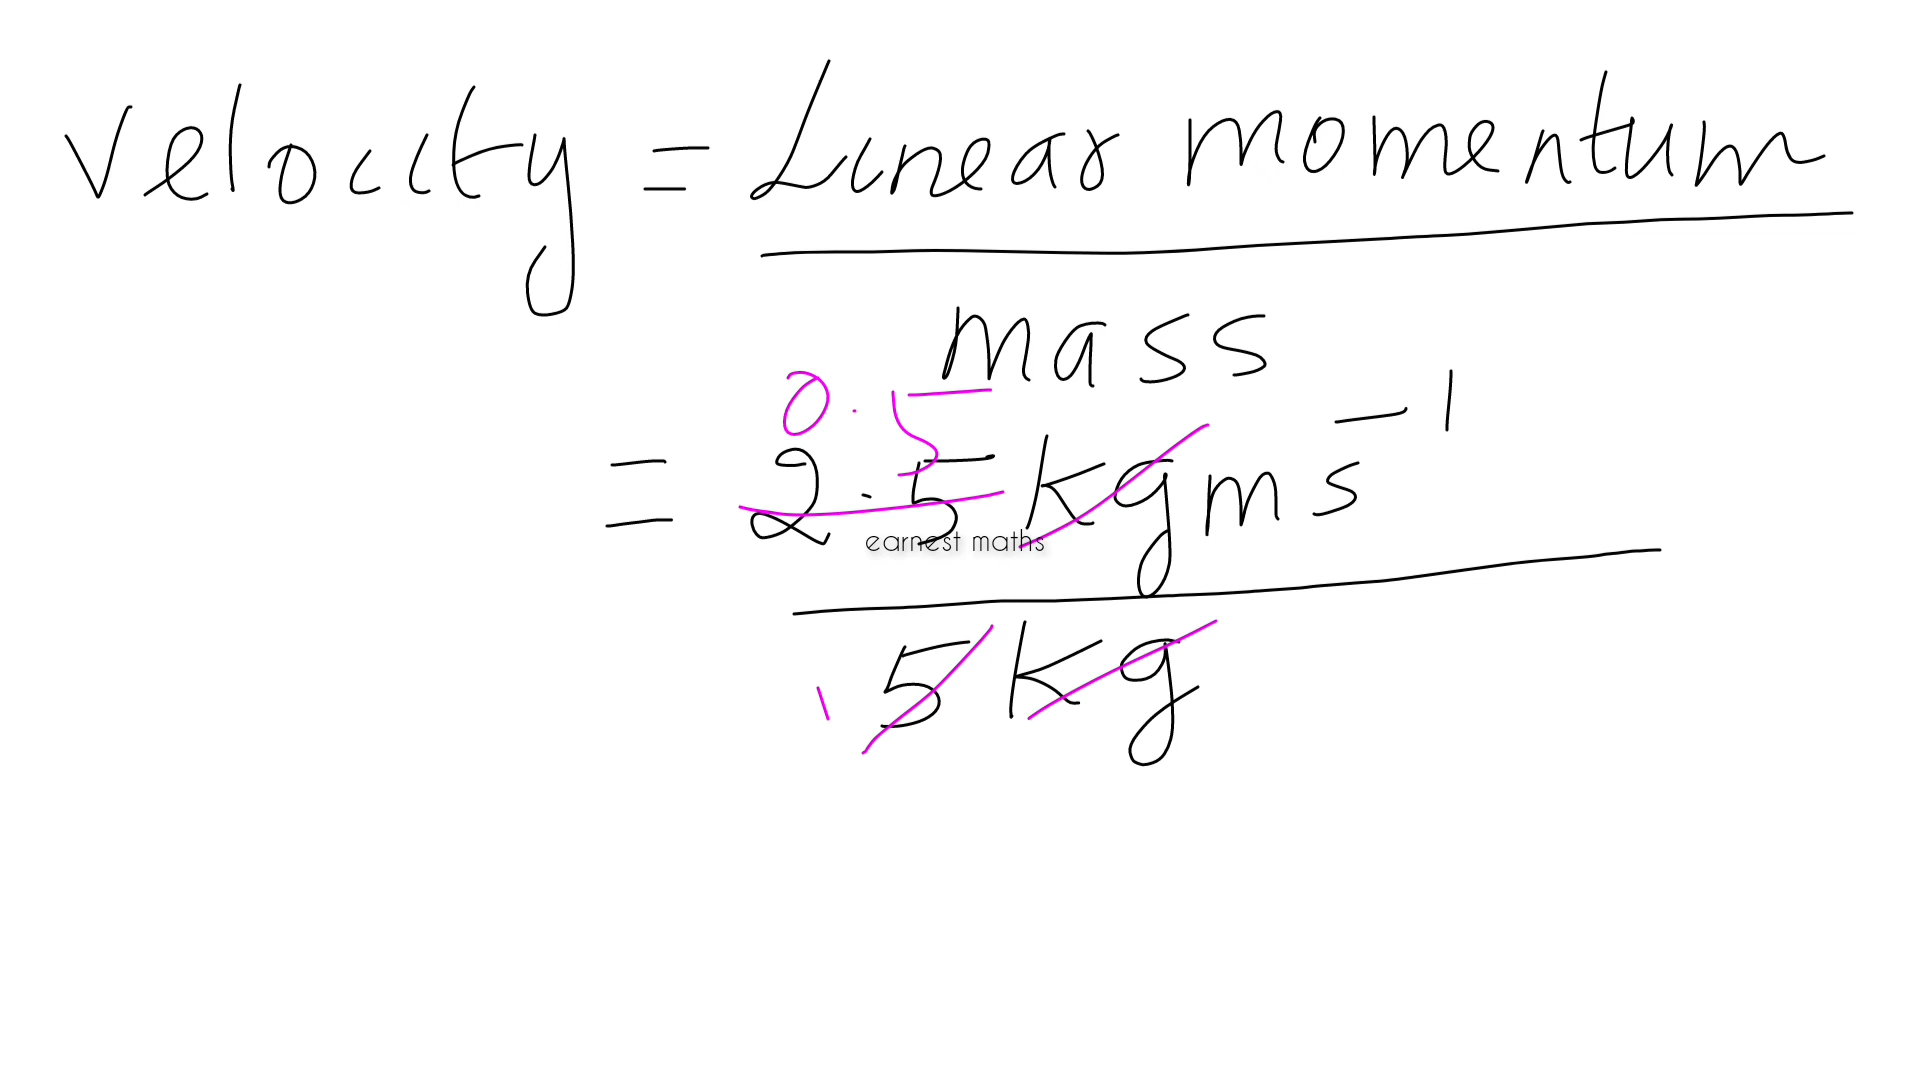 velocity = Linear momentum
mass
0.5
= 2.5 kgms⁻¹
earnest maths
1 5 kg